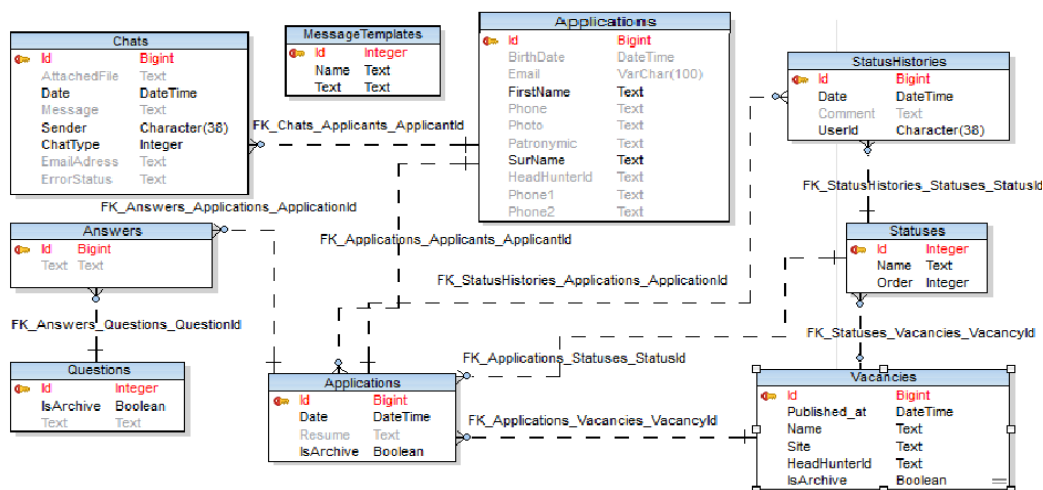 Chats
Id Bigint
AttachedFile Text
Date DateTime
Message Text
Sender Character(38)
ChatType Integer
EmailAdress Text
ErrorStatus Text
MessageTemplates
Id Integer
Name Text
Text Text
Applications
Id Bigint
BirthDate DateTime
Email VarChar(100)
FirstName Text
Phone Text
Photo Text
Patronymic Text
SurName Text
HeadHunterId Text
Phone1 Text
Phone2 Text
StatusHistories
Id Bigint
Date DateTime
Comment Text
UserId Character(38)
FK_Chats_Applicants_ApplicantId
FK_StatusHistories_Statuses_StatusId
FK_Answers_Applications_ApplicationId
Answers
Id Bigint
Text Text
FK_Applications_Applicants_ApplicantId
Statuses
Id Integer
Name Text
Order Integer
FK_StatusHistories_Applications_ApplicationId
FK_Answers_Questions_QuestionId
FK_Statuses_Vacancies_VacancyId
FK_Applications_Statuses_StatusId
Questions
Id Integer
IsArchive Boolean
Text Text
Applications
Id Bigint
Date DateTime
Resume Text
IsArchive Boolean
FK_Applications_Vacancies_VacancyId
Vacancies
Id Bigint
Published_at DateTime
Name Text
Site Text
HeadHunterId Text
IsArchive Boolean